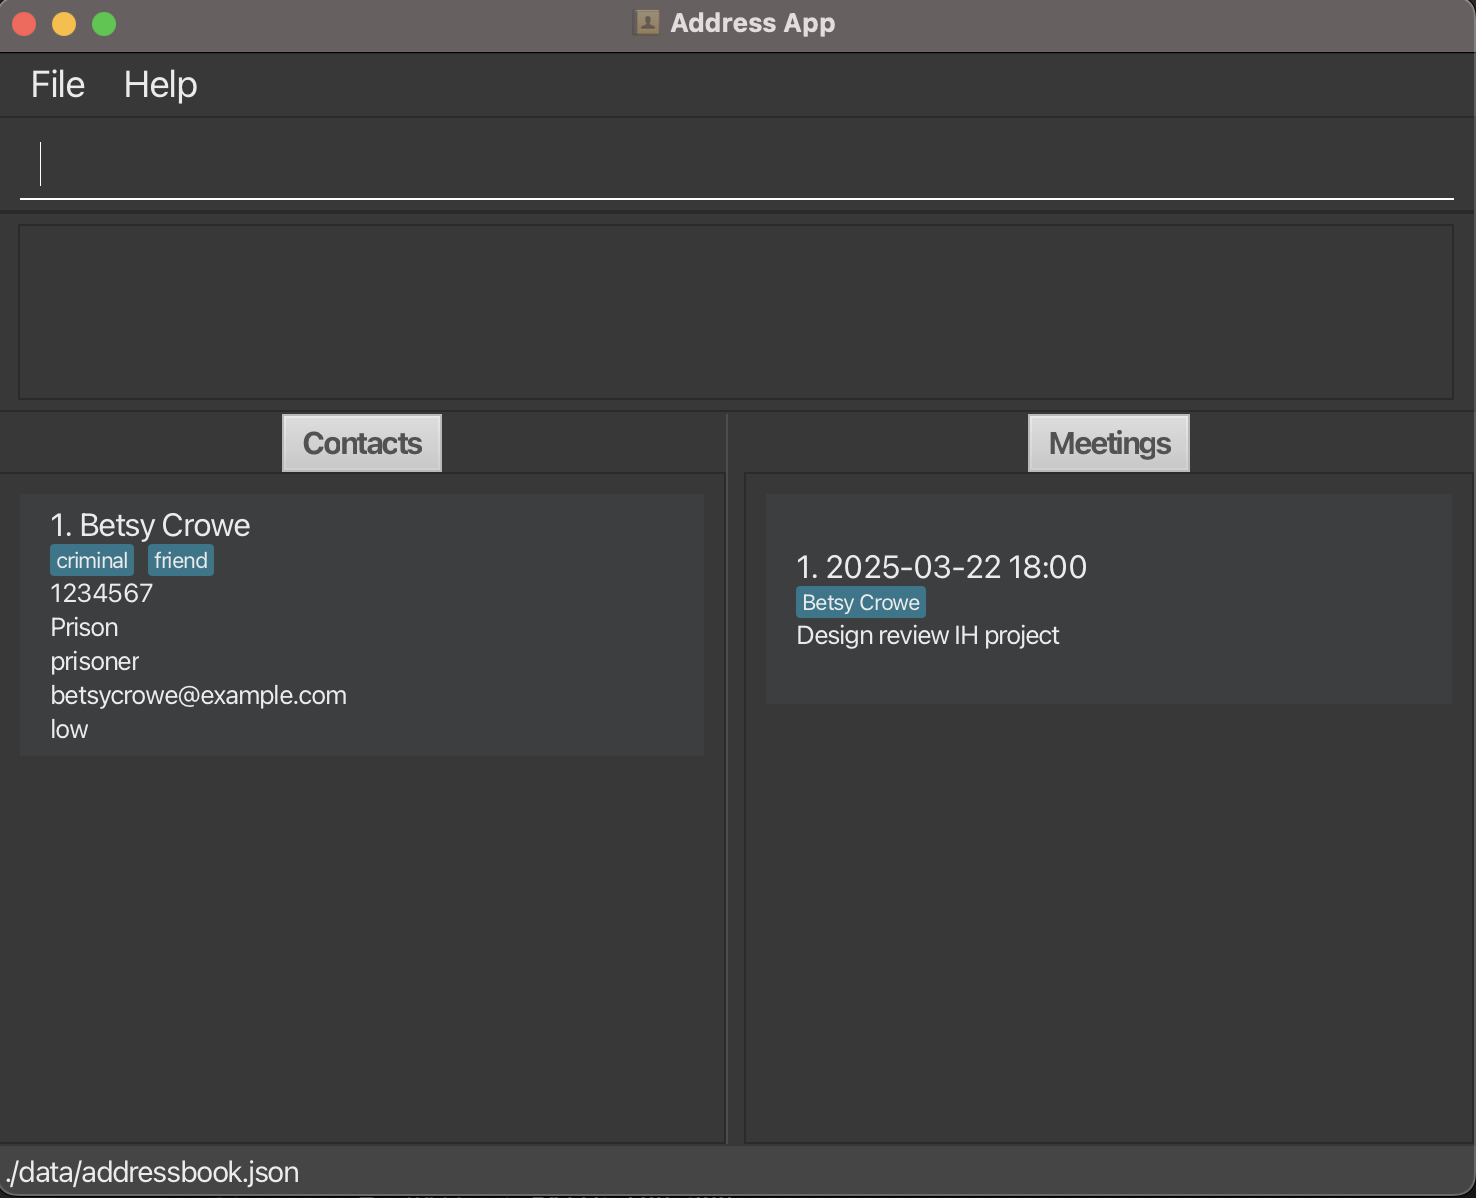 Address App
File Help
Contacts
1. Betsy Crowe
criminal friend
1234567
Prison
prisoner
betsycrowe@example.com
low
Meetings
1. 2025-03-22 18:00
Betsy Crowe
Design review IH project
./data/addressbook.json